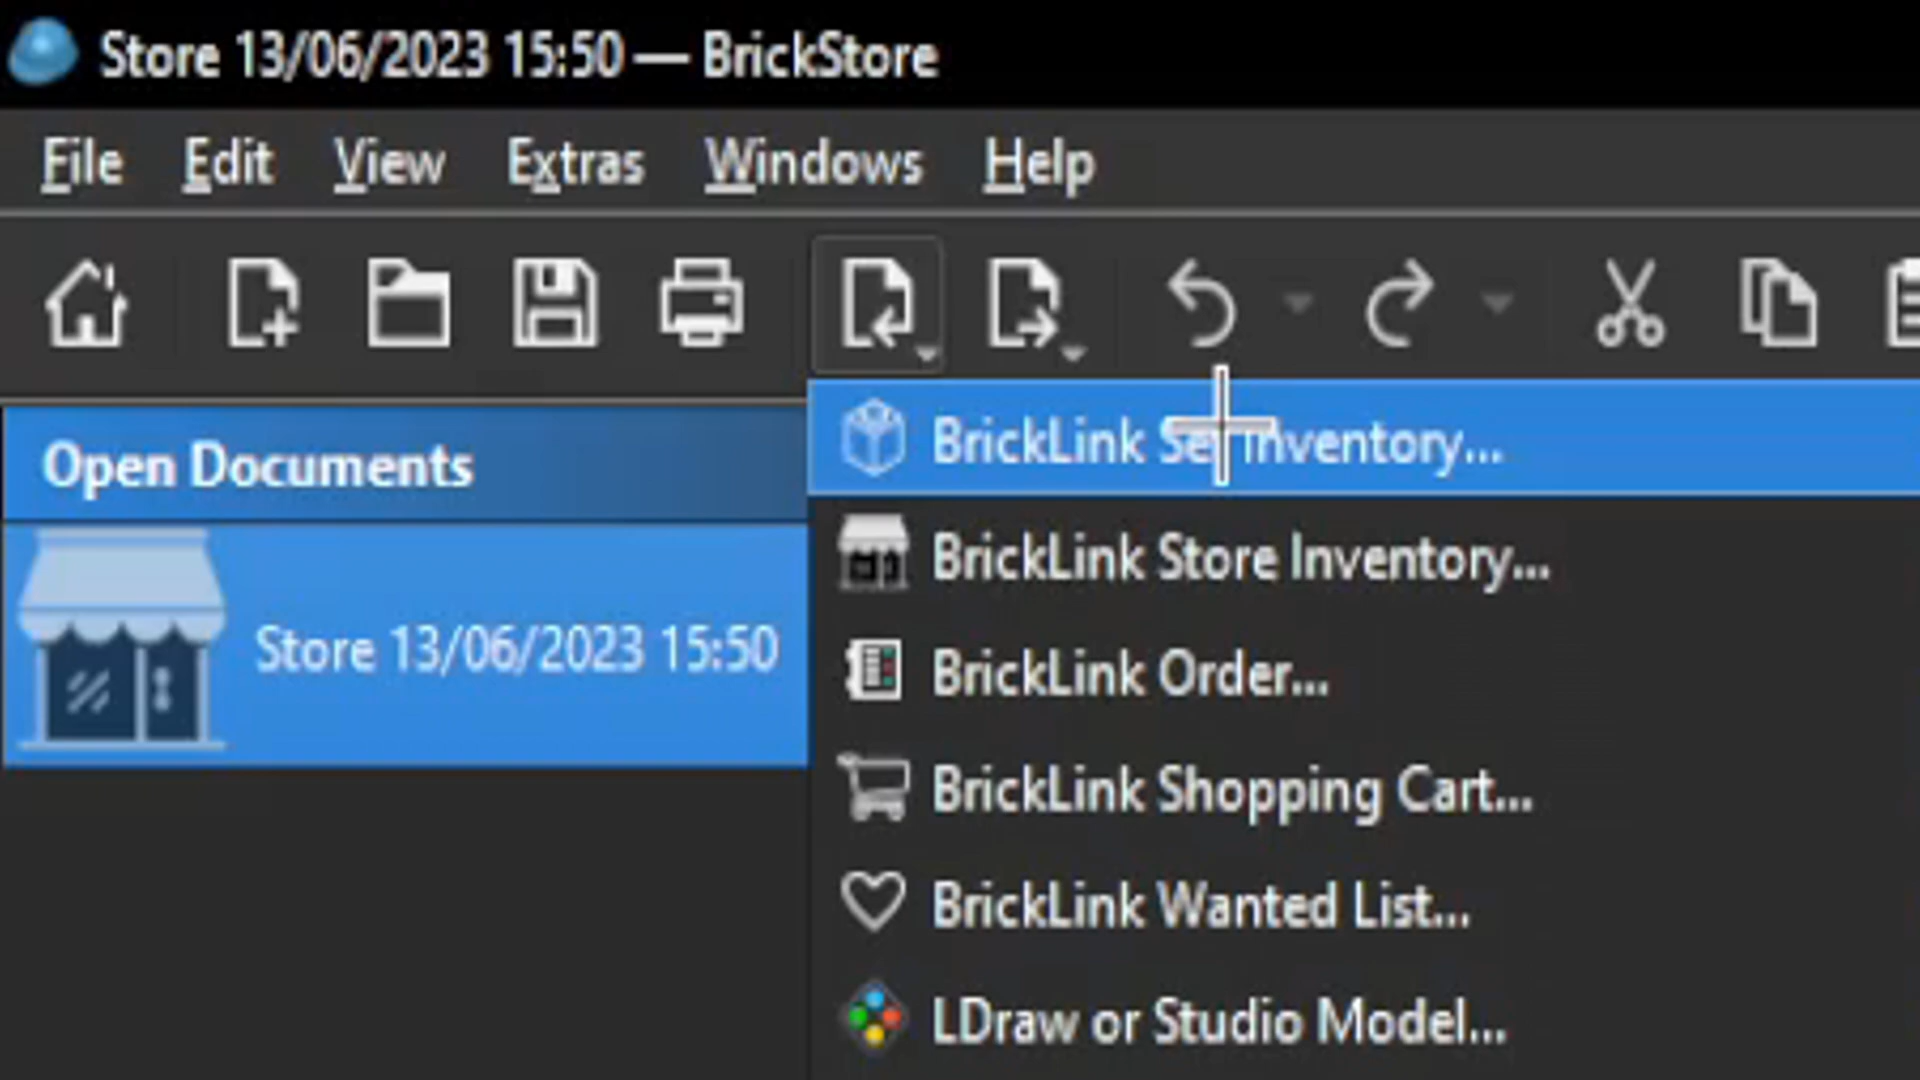 Store 13/06/2023 15:50 — BrickStore
File Edit View Extras Windows Help
Open Documents
Store 13/06/2023 15:50
BrickLink Set Inventory...
BrickLink Store Inventory...
BrickLink Order...
BrickLink Shopping Cart...
BrickLink Wanted List...
LDraw or Studio Model...